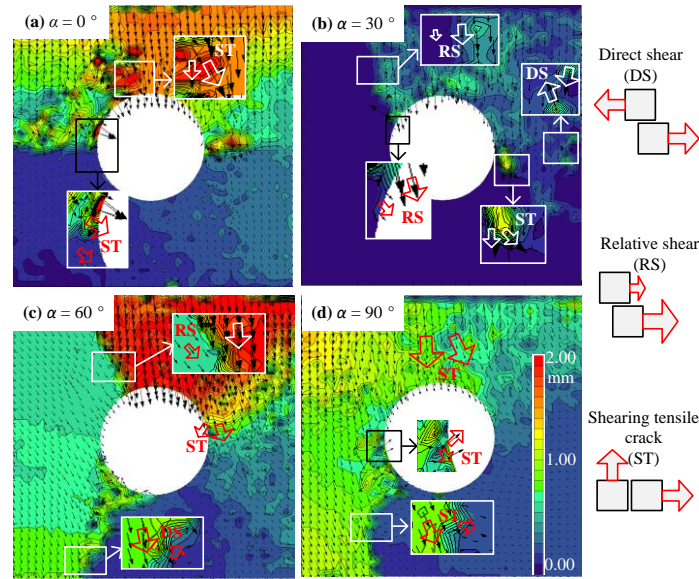 (a) α = 0 °
ST
ST
(b) α = 30 °
RS
DS
RS
ST
Direct shear
(DS)
Relative shear
(RS)
(c) α = 60 °
RS
ST
DS
(d) α = 90 °
ST
ST
ST
2.00
mm
1.00
0.00
Shearing tensile
crack
(ST)